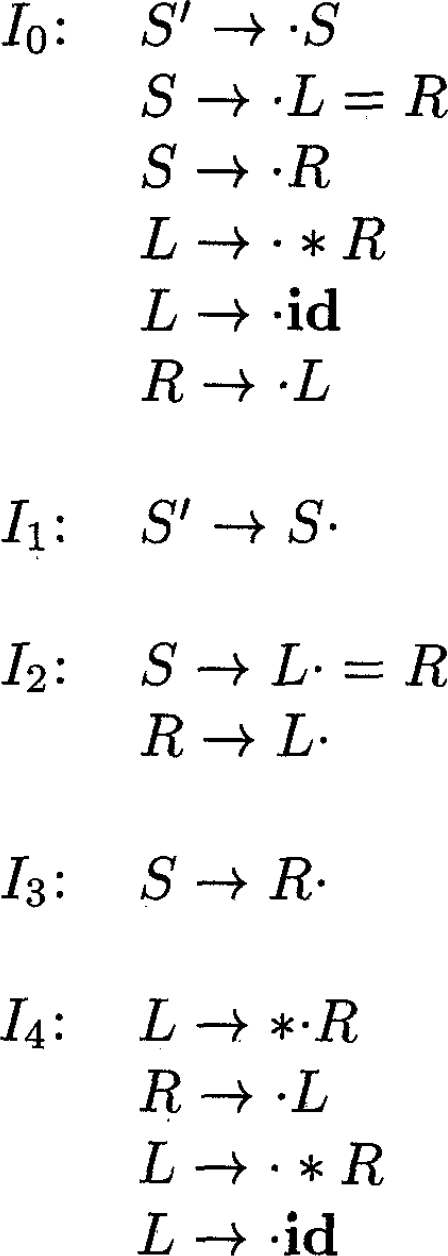 I₀: S′ → ·S
S → ·L = R
S → ·R
L → · * R
L → ·id
R → ·L
I₁: S′ → S·
I₂: S → L· = R
R → L·
I₃: S → R·
I₄: L → *·R
R → ·L
L → · * R
L → ·id